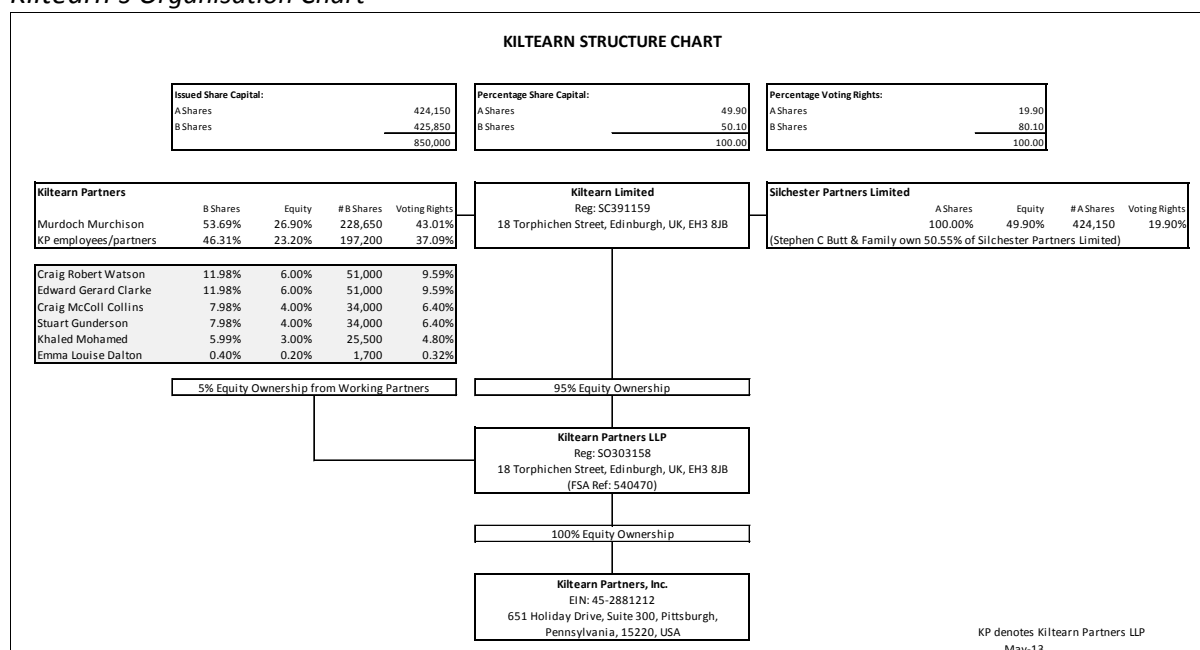 Kiltearn's Organisation Chart
KILTEARN STRUCTURE CHART
Issued Share Capital:
A Shares 424,150
B Shares 425,850
850,000
Percentage Share Capital:
A Shares 49.90
B Shares 50.10
100.00
Percentage Voting Rights:
A Shares 19.90
B Shares 80.10
100.00
Kiltearn Partners
B Shares Equity # B Shares Voting Rights
Murdoch Murchison 53.69% 26.90% 228,650 43.01%
KP employees/partners 46.31% 23.20% 197,200 37.09%
Kiltearn Limited
Reg: SC391159
18 Torphichen Street, Edinburgh, UK, EH3 8JB
Silchester Partners Limited
A Shares Equity # A Shares Voting Rights
100.00% 49.90% 424,150 19.90%
(Stephen C Butt & Family own 50.55% of Silchester Partners Limited)
Craig Robert Watson 11.98% 6.00% 51,000 9.59%
Edward Gerard Clarke 11.98% 6.00% 51,000 9.59%
Craig McColl Collins 7.98% 4.00% 34,000 6.40%
Stuart Gunderson 7.98% 4.00% 34,000 6.40%
Khaled Mohamed 5.99% 3.00% 25,500 4.80%
Emma Louise Dalton 0.40% 0.20% 1,700 0.32%
5% Equity Ownership from Working Partners
95% Equity Ownership
Kiltearn Partners LLP
Reg: SO303158
18 Torphichen Street, Edinburgh, UK, EH3 8JB
(FSA Ref: 540470)
100% Equity Ownership
Kiltearn Partners, Inc.
EIN: 45-2881212
651 Holiday Drive, Suite 300, Pittsburgh,
Pennsylvania, 15220, USA
KP denotes Kiltearn Partners LLP
May-13